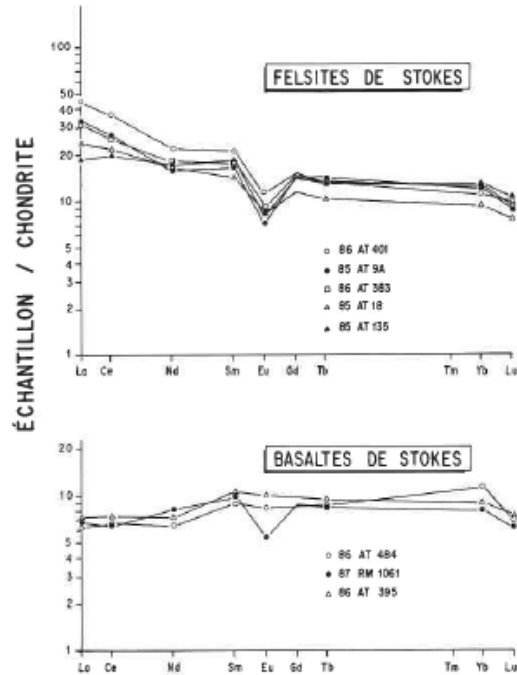 ÉCHANTILLON / CHONDRITE
FELSITES DE STOKES
100
50
40
30
20
10
5
4
3
2
1
86 AT 401
85 AT 9A
86 AT 383
85 AT 18
85 AT 135
La Ce Nd Sm Eu Gd Tb Tm Yb Lu
BASALTES DE STOKES
20
10
5
4
3
2
1
86 AT 484
87 RM 1061
86 AT 395
La Ce Nd Sm Eu Gd Tb Tm Yb Lu